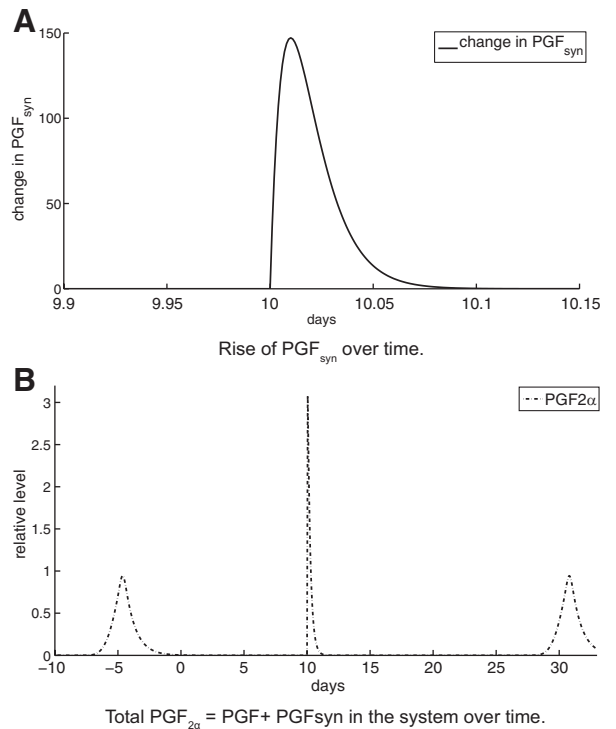 A
150
100
50
0
change in PGFsyn
change in PGFsyn
9.9 9.95 10 10.05 10.1 10.15
days
Rise of PGFsyn over time.
B
3
2.5
2
1.5
1
0.5
0
relative level
PGF2α
−10 −5 0 5 10 15 20 25 30
days
Total PGF2α = PGF+ PGFsyn in the system over time.